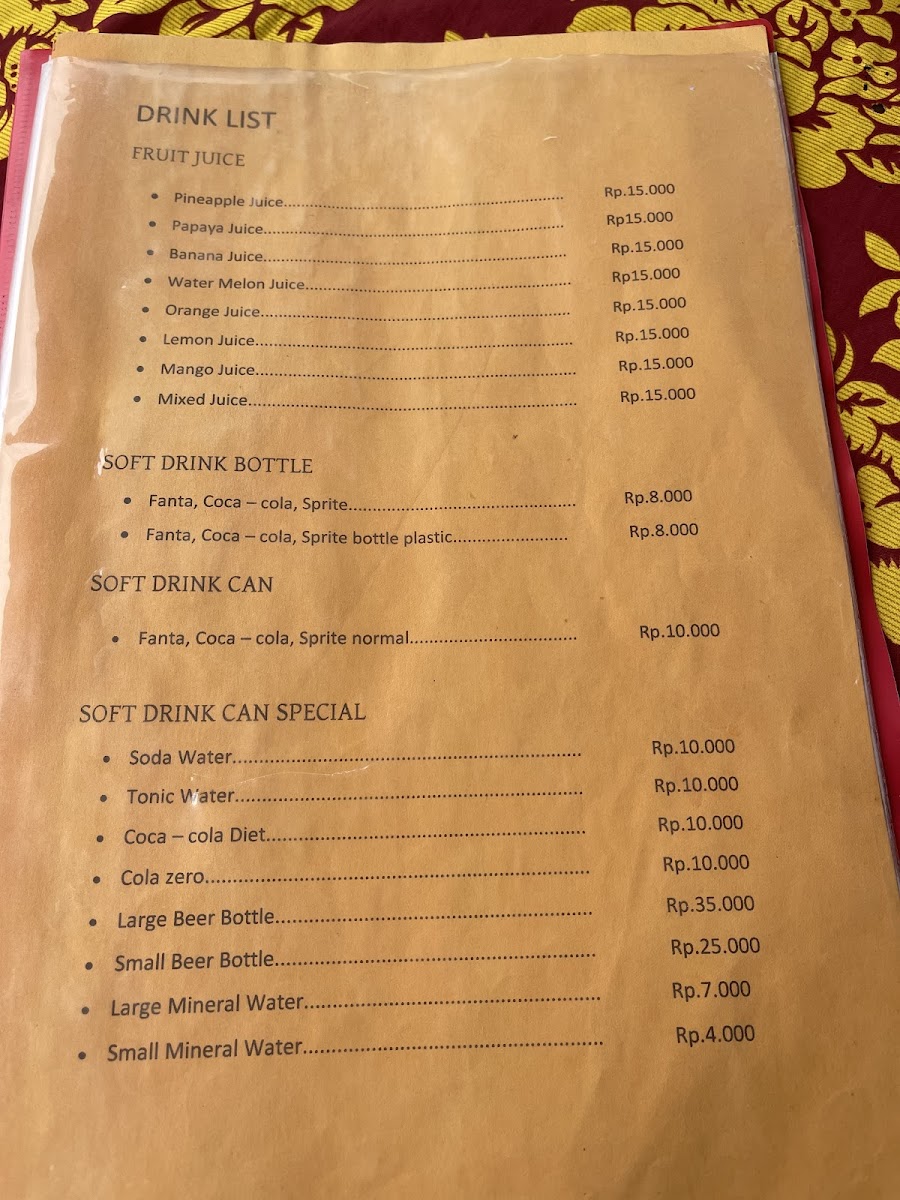 DRINK LIST
FRUIT JUICE
• Pineapple Juice............................................................ Rp.15.000
• Papaya Juice................................................................ Rp15.000
• Banana Juice................................................................ Rp.15.000
• Water Melon Juice........................................................ Rp15.000
• Orange Juice................................................................ Rp.15.000
• Lemon Juice................................................................. Rp.15.000
• Mango Juice................................................................. Rp.15.000
• Mixed Juice.................................................................. Rp.15.000
SOFT DRINK BOTTLE
• Fanta, Coca – cola, Sprite............................................. Rp.8.000
• Fanta, Coca – cola, Sprite bottle plastic....................... Rp.8.000
SOFT DRINK CAN
• Fanta, Coca – cola, Sprite normal................................. Rp.10.000
SOFT DRINK CAN SPECIAL
• Soda Water................................................................... Rp.10.000
• Tonic Water.................................................................. Rp.10.000
• Coca – cola Diet............................................................ Rp.10.000
• Cola zero...................................................................... Rp.10.000
• Large Beer Bottle.......................................................... Rp.35.000
• Small Beer Bottle.......................................................... Rp.25.000
• Large Mineral Water..................................................... Rp.7.000
• Small Mineral Water..................................................... Rp.4.000